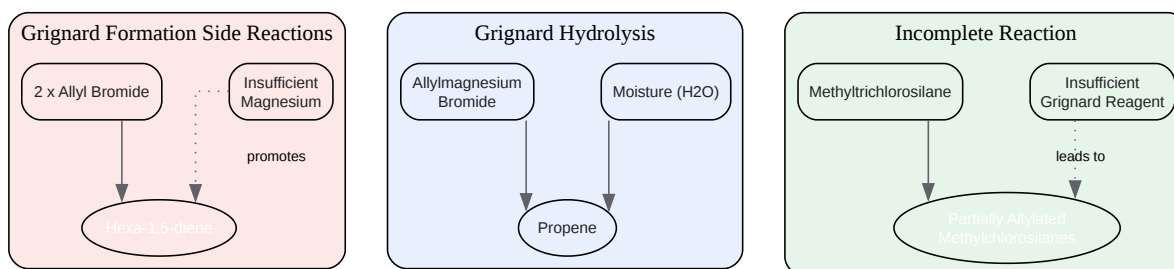 Grignard Formation Side Reactions
2 x Allyl Bromide
Insufficient
Magnesium
promotes
Hexa-1,5-diene
Grignard Hydrolysis
Allylmagnesium
Bromide
Moisture (H2O)
Propene
Incomplete Reaction
Methyltrichlorosilane
Insufficient
Grignard Reagent
leads to
Partially Allylated
Methylchlorosilanes